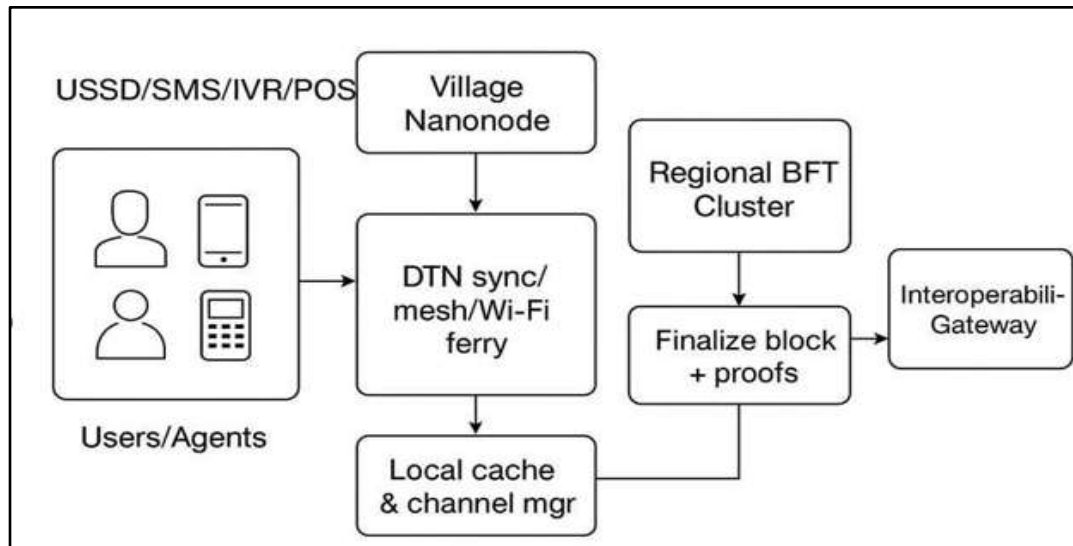 USSD/SMS/IVR/POS
Village
Nanonode
Users/Agents
DTN sync/
mesh/Wi-Fi
ferry
Local cache
& channel mgr
Regional BFT
Cluster
Finalize block
+ proofs
Interoperabili-
Gateway